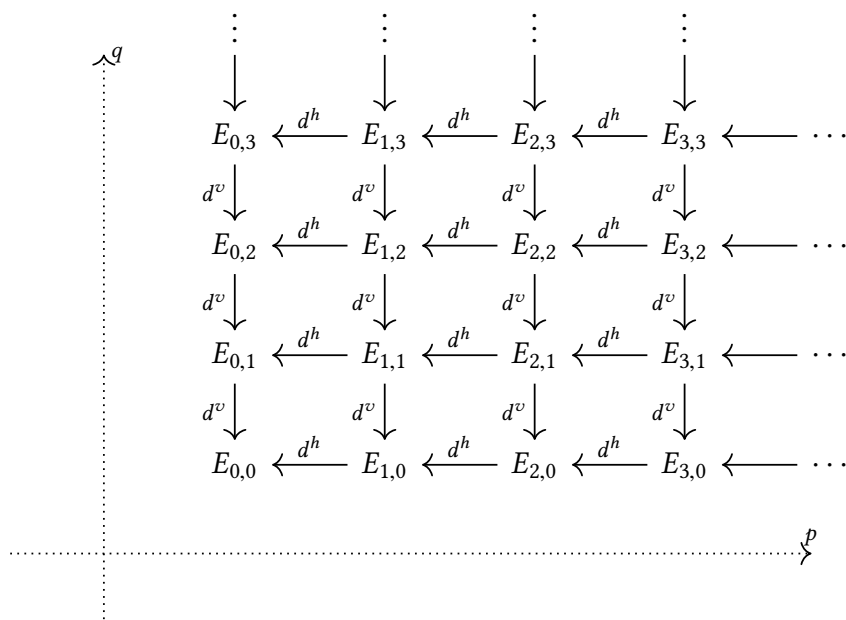 ⋮ ⋮ ⋮ ⋮
q
E_{0,3} d^h E_{1,3} d^h E_{2,3} d^h E_{3,3} ⋯
d^v d^v d^v d^v
E_{0,2} d^h E_{1,2} d^h E_{2,2} d^h E_{3,2} ⋯
d^v d^v d^v d^v
E_{0,1} d^h E_{1,1} d^h E_{2,1} d^h E_{3,1} ⋯
d^v d^v d^v d^v
E_{0,0} d^h E_{1,0} d^h E_{2,0} d^h E_{3,0} ⋯
p